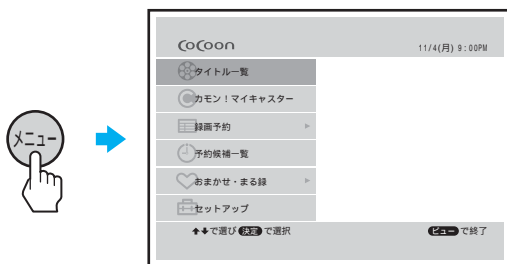 CoCoon
11/4(月) 9:00PM
タイトル一覧
カモン！マイキャスター
録画予約
予約候補一覧
おまかせ・まる録
セットアップ
メニュー
↑↓で選び 決定 で選択
ビュー で終了